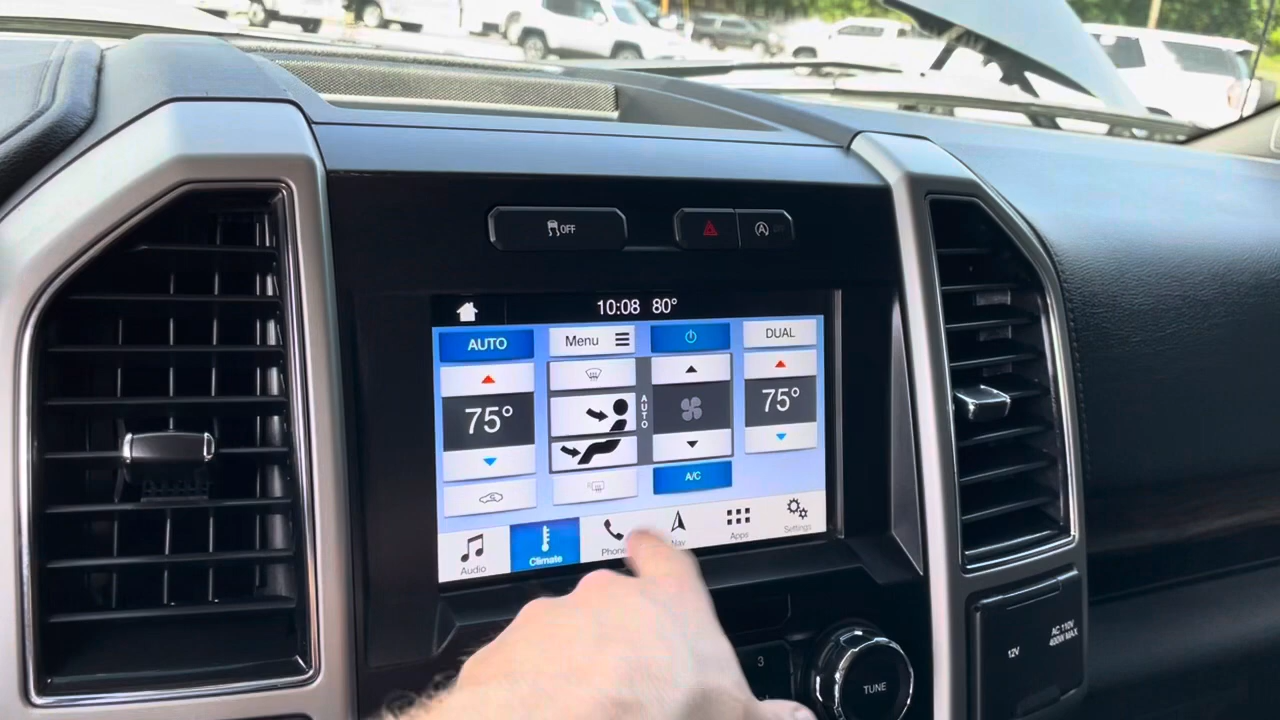 OFF
10:08 80°
AUTO
Menu
DUAL
75°
AUTO
75°
A/C
Audio
Climate
Phone
Nav
Apps
Settings
3
TUNE
12V
AC 110V
400W MAX